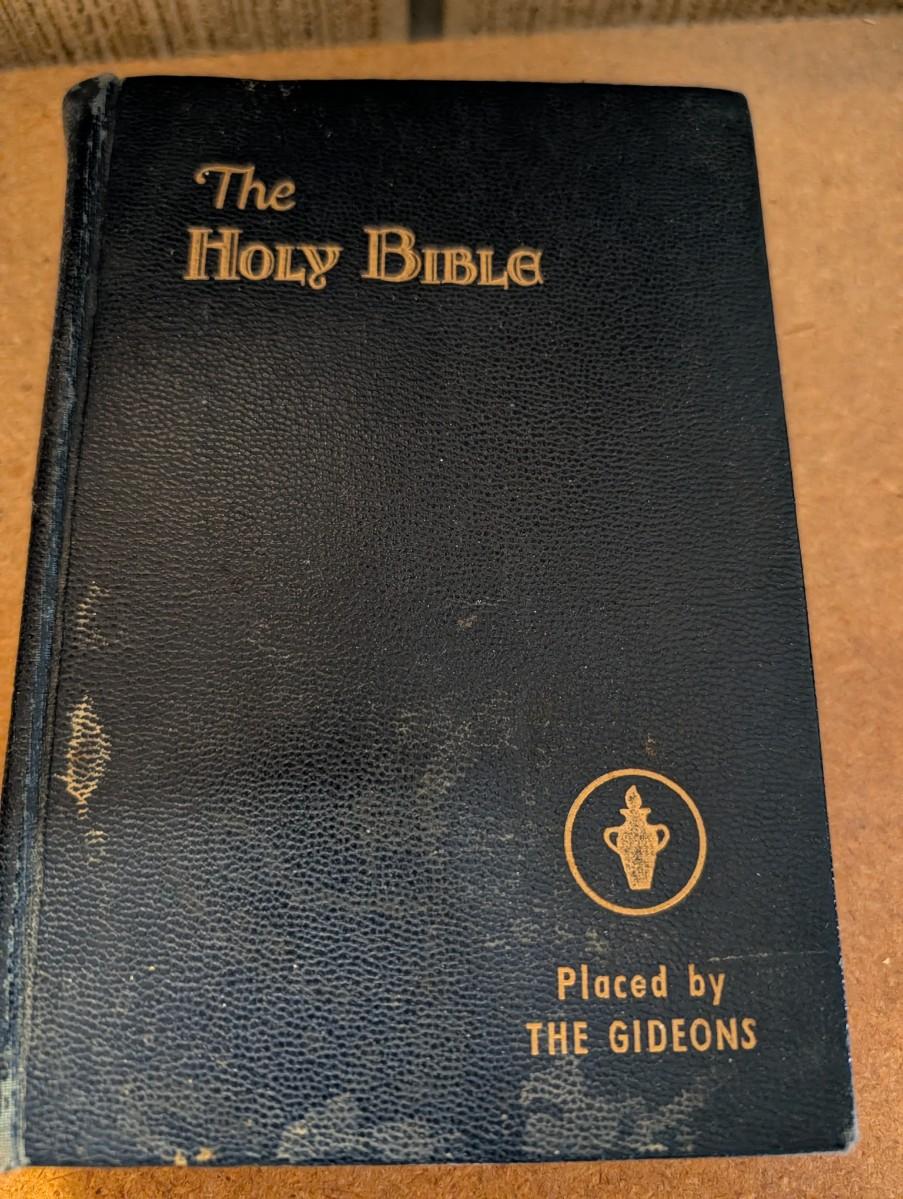 The
HOLY BIBLE
Placed by
THE GIDEONS